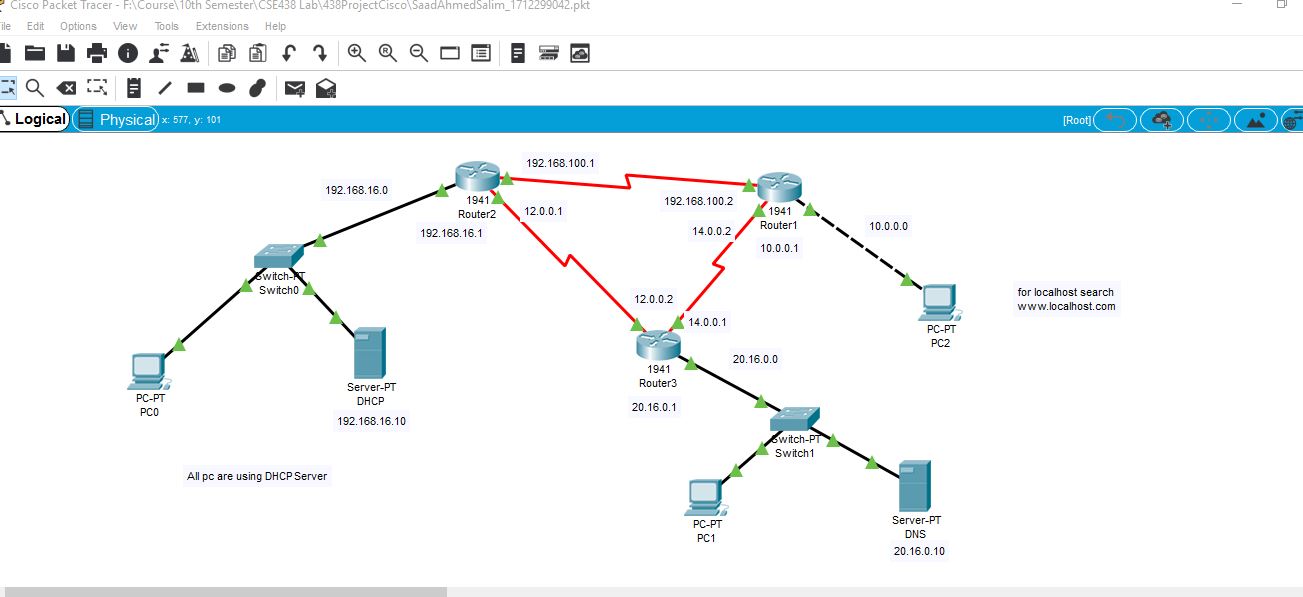 Cisco Packet Tracer - F:\Course\10th Semester\CSE438 Lab\438ProjectCisco\SaadAhmedSalim_1712299042.pkt
File Edit Options View Tools Extensions Help
Logical Physical x: 577, y: 101 [Root]
192.168.100.1
192.168.16.0
1941
Router2
12.0.0.1
192.168.16.1
192.168.100.2
1941
Router1
14.0.0.2
10.0.0.1
10.0.0.0
Switch-PT
Switch0
for localhost search
www.localhost.com
12.0.0.2
14.0.0.1
PC-PT
PC2
1941
Router3
20.16.0.0
20.16.0.1
PC-PT
PC0
Server-PT
DHCP
192.168.16.10
Switch-PT
Switch1
All pc are using DHCP Server
PC-PT
PC1
Server-PT
DNS
20.16.0.10